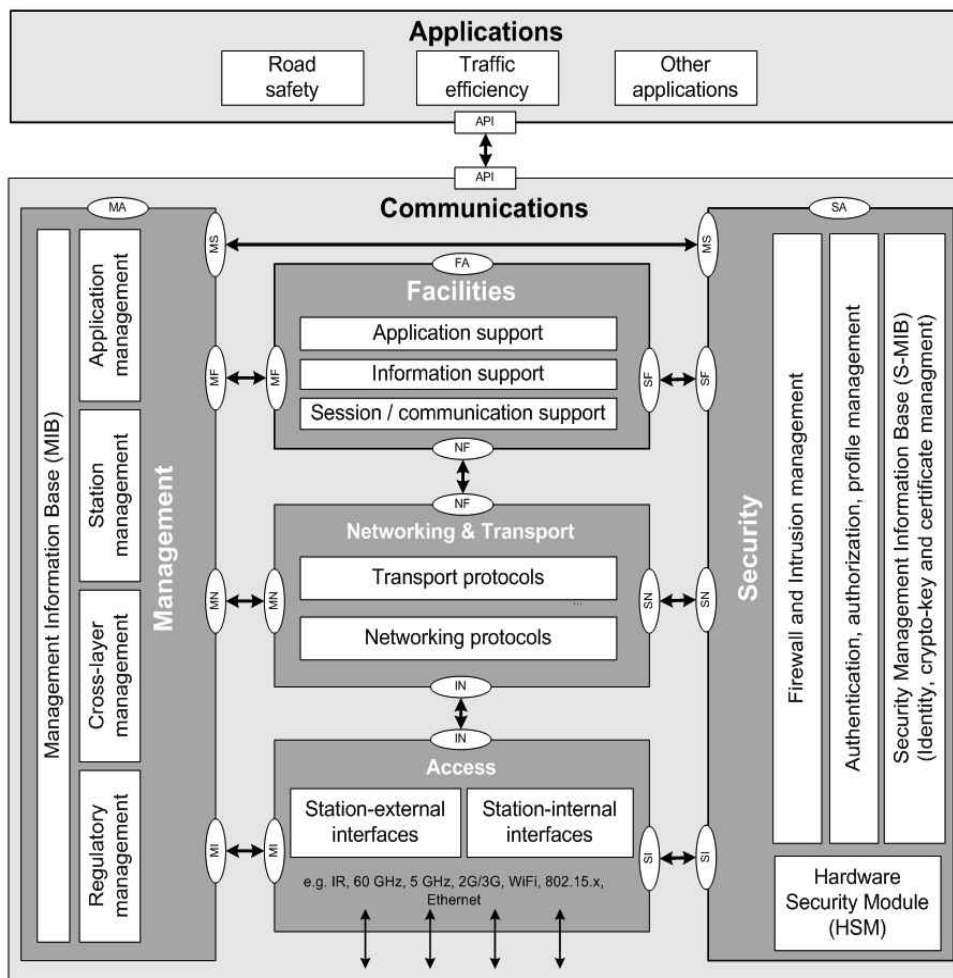 Applications
Road
safety
Traffic
efficiency
Other
applications
API
API
Communications
MA
SA
MS
MS
Management Information Base (MIB)
Application
management
Station
management
Cross-layer
management
Regulatory
management
Management
MF
MF
MN
MN
MI
MI
FA
Facilities
Application support
Information support
Session / communication support
NF
NF
Networking & Transport
Transport protocols
...
Networking protocols
IN
IN
Access
Station-external
interfaces
Station-internal
interfaces
e.g. IR, 60 GHz, 5 GHz, 2G/3G, WiFi, 802.15.x,
Ethernet
SF
SF
SN
SN
SI
SI
Security
Firewall and Intrusion management
Authentication, authorization, profile management
Security Management Information Base (S-MIB)
(Identity, crypto-key and certificate managment)
Hardware
Security Module
(HSM)